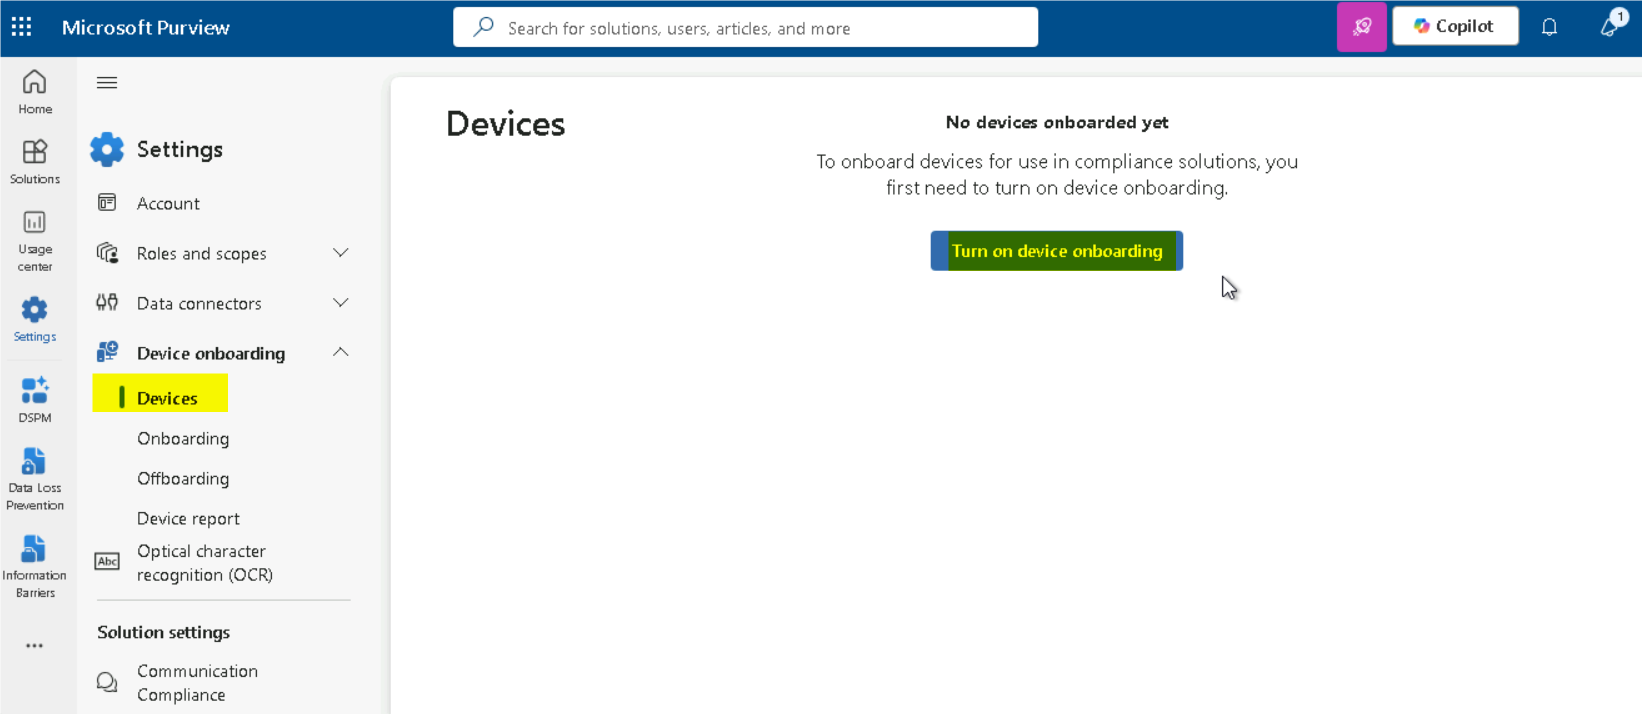 Microsoft Purview
Search for solutions, users, articles, and more
Copilot
1
Home
Solutions
Usage
center
Settings
DSPM
Data Loss
Prevention
Information
Barriers
Settings
Account
Roles and scopes
Data connectors
Device onboarding
Devices
Onboarding
Offboarding
Device report
Abc
Optical character
recognition (OCR)
Solution settings
Communication
Compliance
Devices
No devices onboarded yet
To onboard devices for use in compliance solutions, you
first need to turn on device onboarding.
Turn on device onboarding